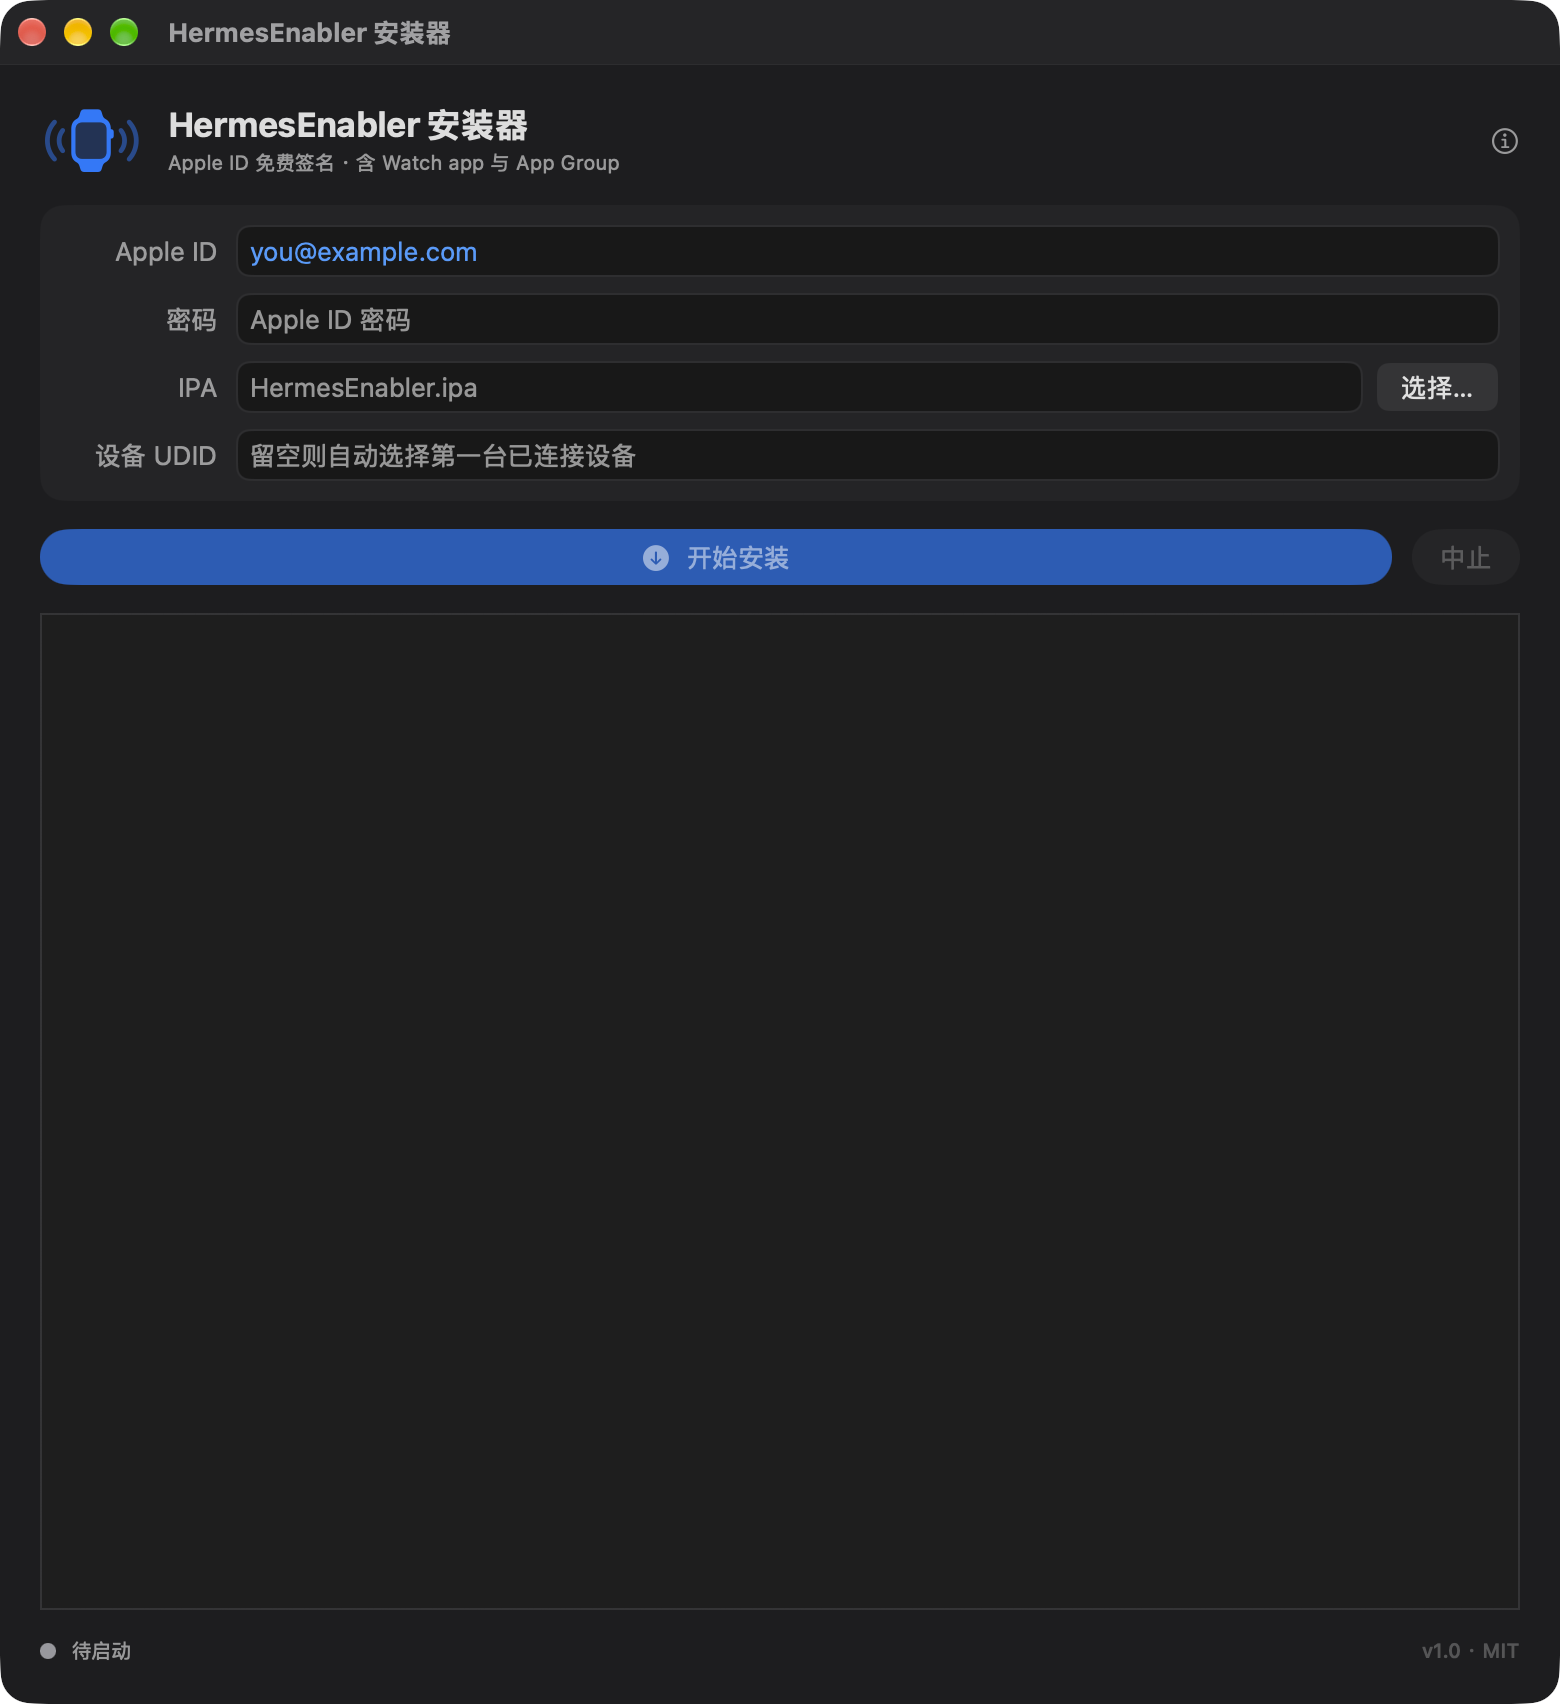 HermesEnabler 安装器
HermesEnabler 安装器
Apple ID 免费签名 · 含 Watch app 与 App Group
Apple ID you@example.com
密码 Apple ID 密码
IPA HermesEnabler.ipa 选择...
设备 UDID 留空则自动选择第一台已连接设备
开始安装 中止
待启动 v1.0 · MIT